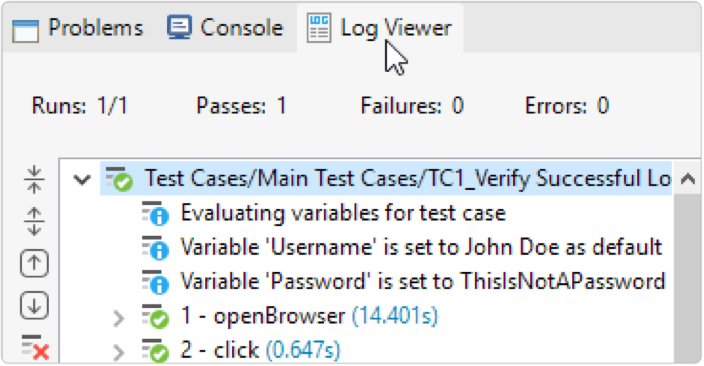 Problems Console Log Viewer
Runs: 1/1 Passes: 1 Failures: 0 Errors: 0
Test Cases/Main Test Cases/TC1_Verify Successful Lo
Evaluating variables for test case
Variable 'Username' is set to John Doe as default
Variable 'Password' is set to ThisIsNotAPassword
1 - openBrowser (14.401s)
2 - click (0.647s)